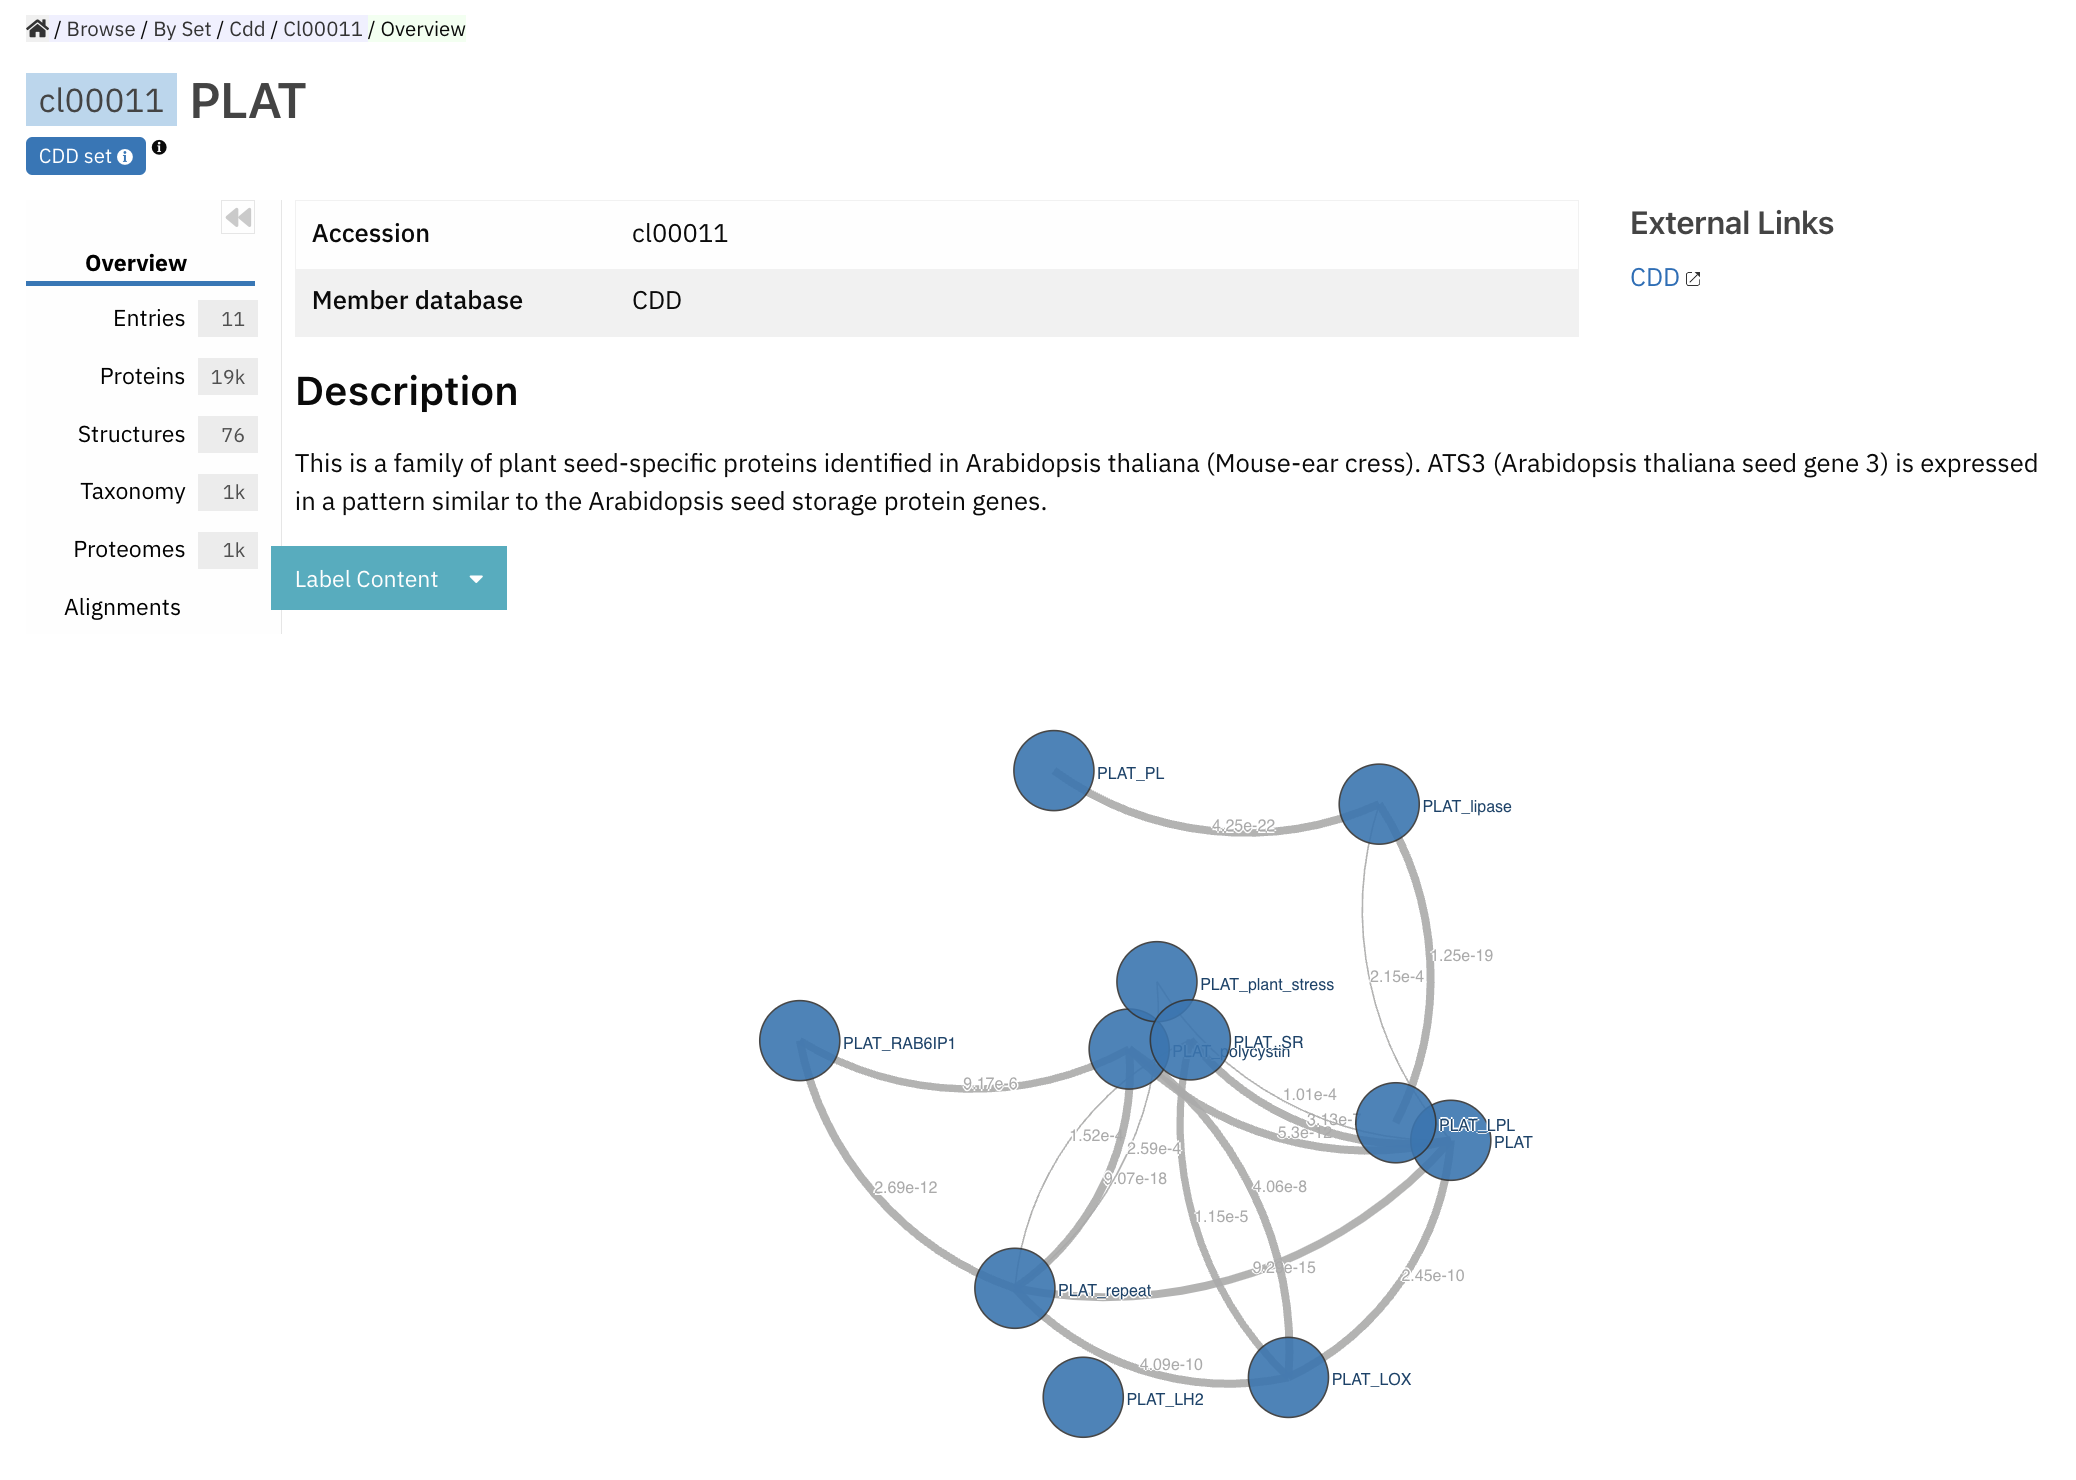 / Browse / By Set / Cdd / Cl00011 / Overview
cl00011 PLAT
CDD set
Overview
Entries 11
Proteins 19k
Structures 76
Taxonomy 1k
Proteomes 1k
Alignments
Accession cl00011
Member database CDD
External Links
CDD
Description
This is a family of plant seed-specific proteins identified in Arabidopsis thaliana (Mouse-ear cress). ATS3 (Arabidopsis thaliana seed gene 3) is expressed
in a pattern similar to the Arabidopsis seed storage protein genes.
Label Content
PLAT_PL
PLAT_lipase
4.25e-22
1.25e-19
2.15e-4
PLAT_plant_stress
PLAT_RAB6IP1
PLAT_SR
PLAT_polycystin
9.17e-6
1.01e-4
3.13e-
5.3e-12
PLAT_LPL
PLAT
1.52e-4
2.59e-4
9.07e-18
2.69e-12
4.06e-8
1.15e-5
e-15
2.45e-10
PLAT_repeat
4.09e-10
PLAT_LOX
PLAT_LH2